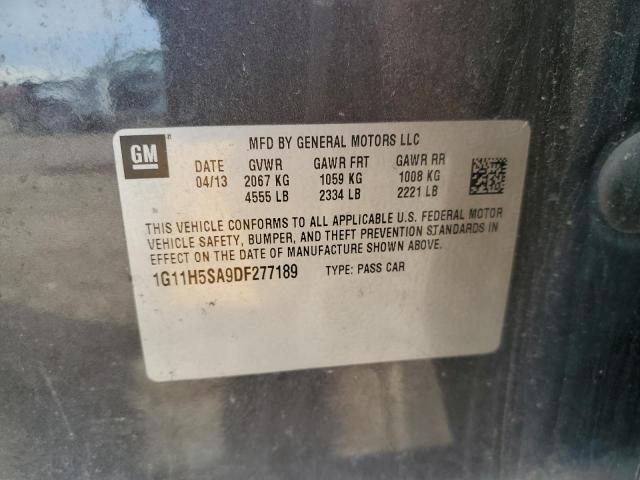 GM
MFD BY GENERAL MOTORS LLC
DATE GVWR GAWR FRT GAWR RR
04/13 2067 KG 1059 KG 1008 KG
4555 LB 2334 LB 2221 LB
THIS VEHICLE CONFORMS TO ALL APPLICABLE U.S. FEDERAL MOTOR
VEHICLE SAFETY, BUMPER, AND THEFT PREVENTION STANDARDS IN
EFFECT ON THE DATE OF MANUFACTURE SHOWN ABOVE.
1G11H5SA9DF277189 TYPE: PASS CAR